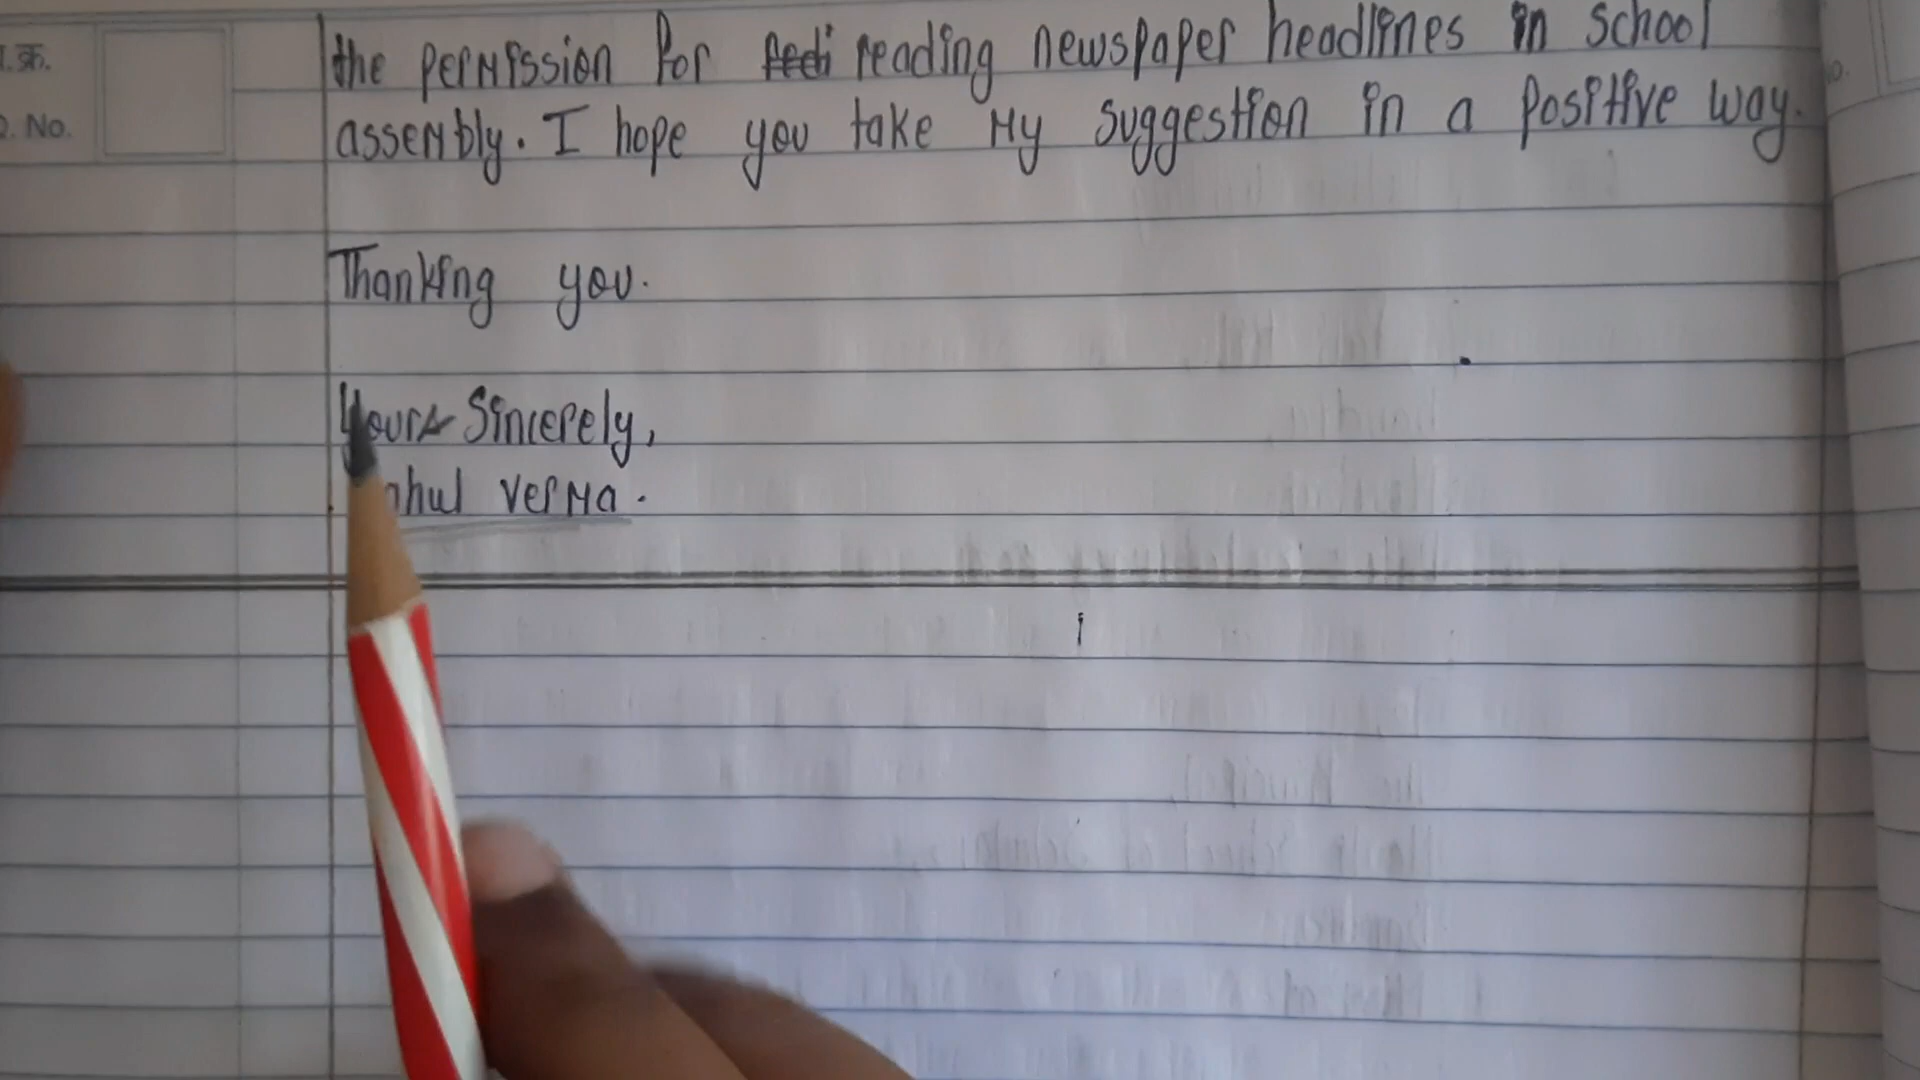 the permission for reading newspaper headlines in school
assembly. I hope you take my suggestion in a positive way.
Thanking you.
Yours Sincerely,
verma.
No.